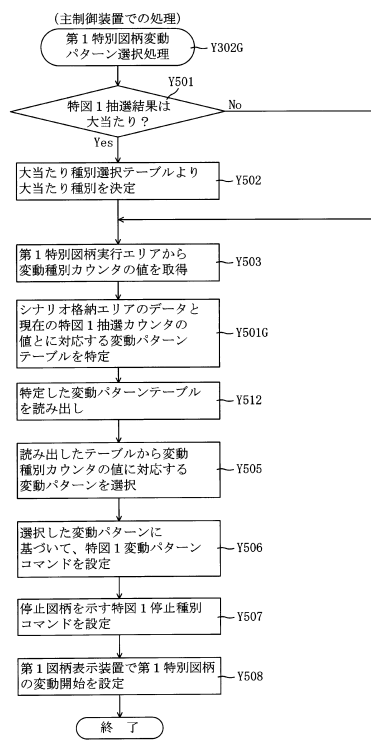 (主制御装置での処理)
第1特別図柄変動
パターン選択処理
Y302G
Y501
特図1抽選結果は
大当たり?
No
Yes
大当たり種別選択テーブルより
大当たり種別を決定
Y502
第1特別図柄実行エリアから
変動種別カウンタの値を取得
Y503
シナリオ格納エリアのデータと
現在の特図1抽選カウンタの
値とに対応する変動パターン
テーブルを特定
Y501G
特定した変動パターンテーブル
を読み出し
Y512
読み出したテーブルから変動
種別カウンタの値に対応する
変動パターンを選択
Y505
選択した変動パターンに
基づいて、特図1変動パターン
コマンドを設定
Y506
停止図柄を示す特図1停止種別
コマンドを設定
Y507
第1図柄表示装置で第1特別図柄
の変動開始を設定
Y508
終了